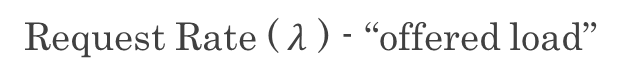 Request Rate ( λ ) - “offered load”